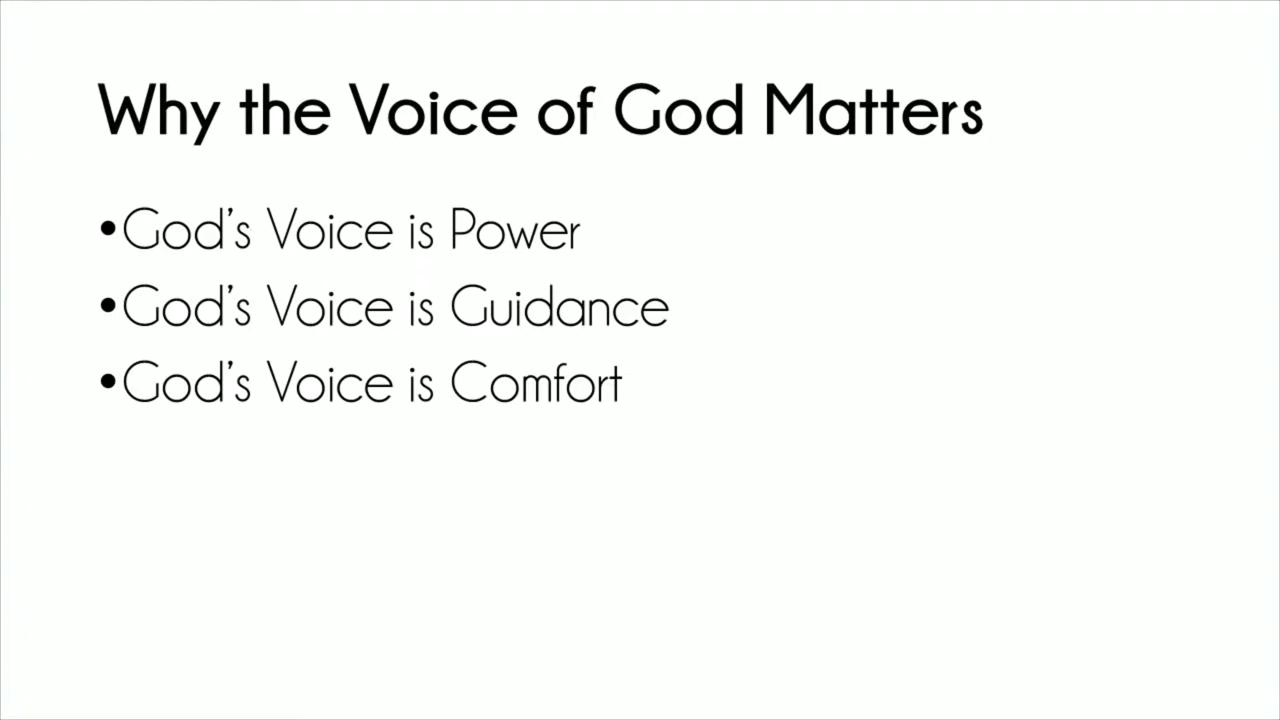 Why the Voice of God Matters
•God's Voice is Power
•God's Voice is Guidance
•God's Voice is Comfort